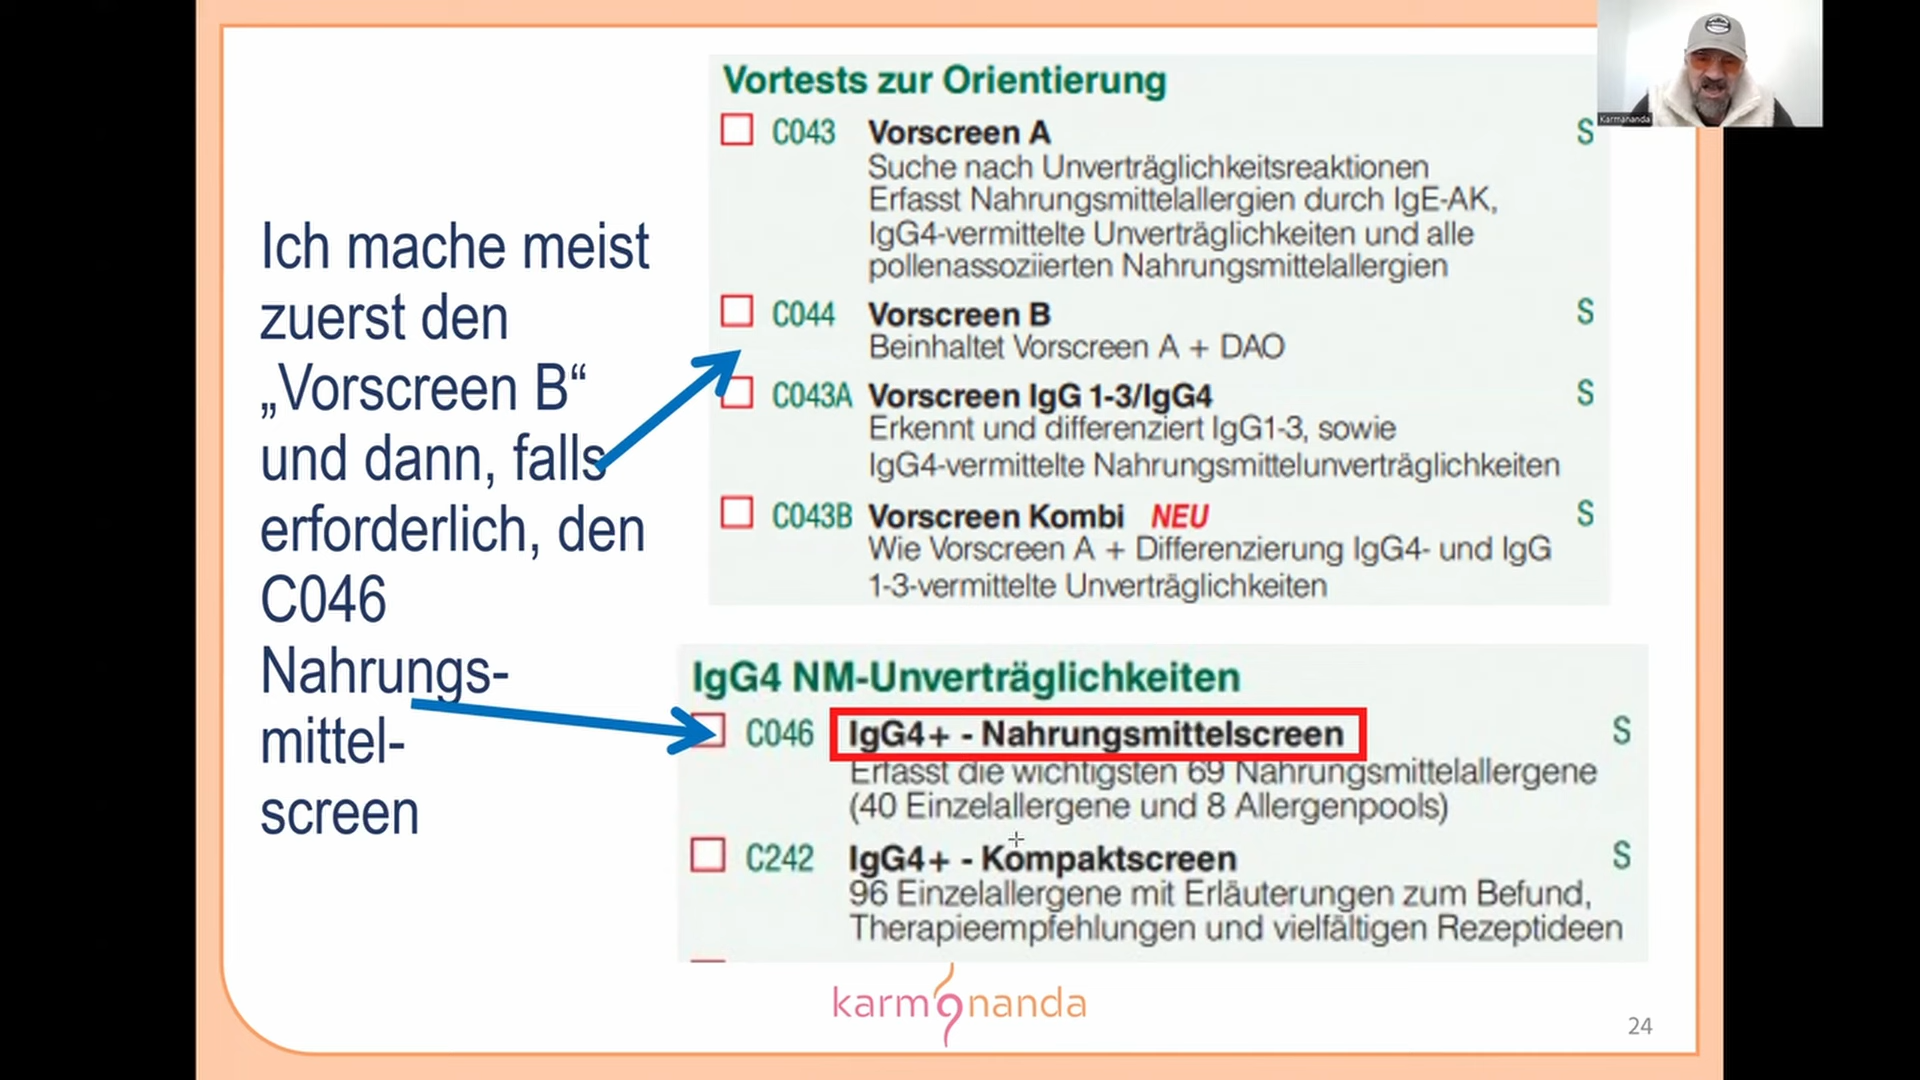 Ich mache meist
zuerst den
„Vorscreen B“
und dann, falls
erforderlich, den
C046
Nahrungs-
mittel-
screen
Vortests zur Orientierung
C043 Vorscreen A S
Suche nach Unverträglichkeitsreaktionen
Erfasst Nahrungsmittelallergien durch IgE-AK,
IgG4-vermittelte Unverträglichkeiten und alle
pollenassoziierten Nahrungsmittelallergien
C044 Vorscreen B S
Beinhaltet Vorscreen A + DAO
C043A Vorscreen IgG 1-3/IgG4 S
Erkennt und differenziert IgG1-3, sowie
IgG4-vermittelte Nahrungsmittelunverträglichkeiten
C043B Vorscreen Kombi NEU S
Wie Vorscreen A + Differenzierung IgG4- und IgG
1-3-vermittelte Unverträglichkeiten
IgG4 NM-Unverträglichkeiten
C046 IgG4+ - Nahrungsmittelscreen S
Erfasst die wichtigsten 69 Nahrungsmittelallergene
(40 Einzelallergene und 8 Allergenpools)
C242 IgG4+ - Kompaktscreen S
96 Einzelallergene mit Erläuterungen zum Befund,
Therapieempfehlungen und vielfältigen Rezeptideen
karmananda
24
Karmananda